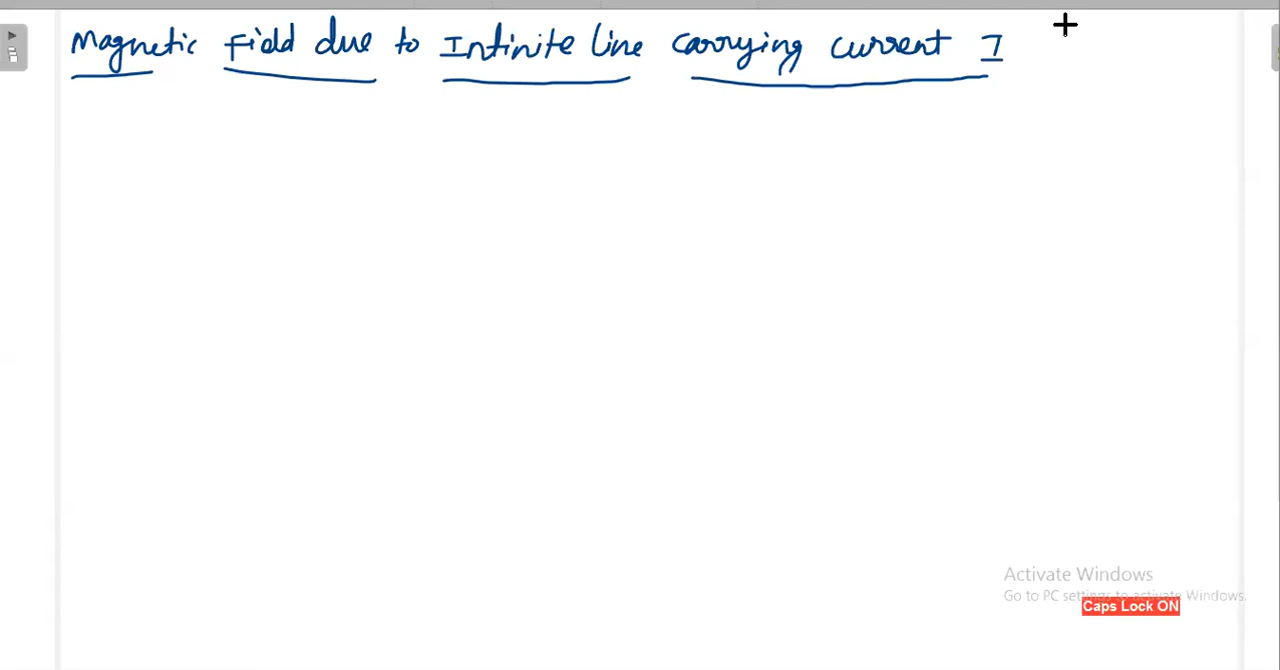 Magnetic Field due to Infinite line carrying current I
Activate Windows
Go to PC settings to activate Windows.
Caps Lock ON